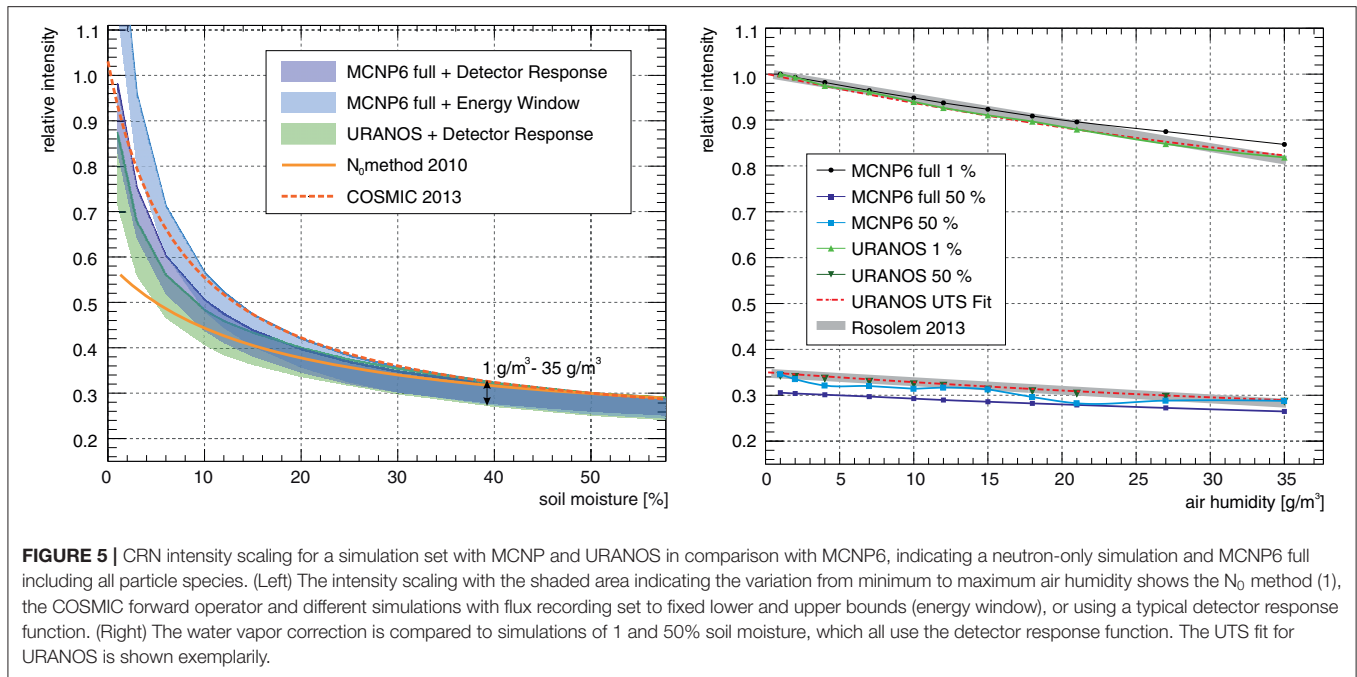 relative intensity
1.1
1.0
0.9
0.8
0.7
0.6
0.5
0.4
0.3
0.2
MCNP6 full + Detector Response
MCNP6 full + Energy Window
URANOS + Detector Response
N₀method 2010
COSMIC 2013
1 g/m³- 35 g/m³
0 10 20 30 40 50
soil moisture [%]
relative intensity
1.1
1.0
0.9
0.8
0.7
0.6
0.5
0.4
0.3
0.2
MCNP6 full 1 %
MCNP6 full 50 %
MCNP6 50 %
URANOS 1 %
URANOS 50 %
URANOS UTS Fit
Rosolem 2013
0 5 10 15 20 25 30 35
air humidity [g/m³]
FIGURE 5 | CRN intensity scaling for a simulation set with MCNP and URANOS in comparison with MCNP6, indicating a neutron-only simulation and MCNP6 full
including all particle species. (Left) The intensity scaling with the shaded area indicating the variation from minimum to maximum air humidity shows the N₀ method (1),
the COSMIC forward operator and different simulations with flux recording set to fixed lower and upper bounds (energy window), or using a typical detector response
function. (Right) The water vapor correction is compared to simulations of 1 and 50% soil moisture, which all use the detector response function. The UTS fit for
URANOS is shown exemplarily.